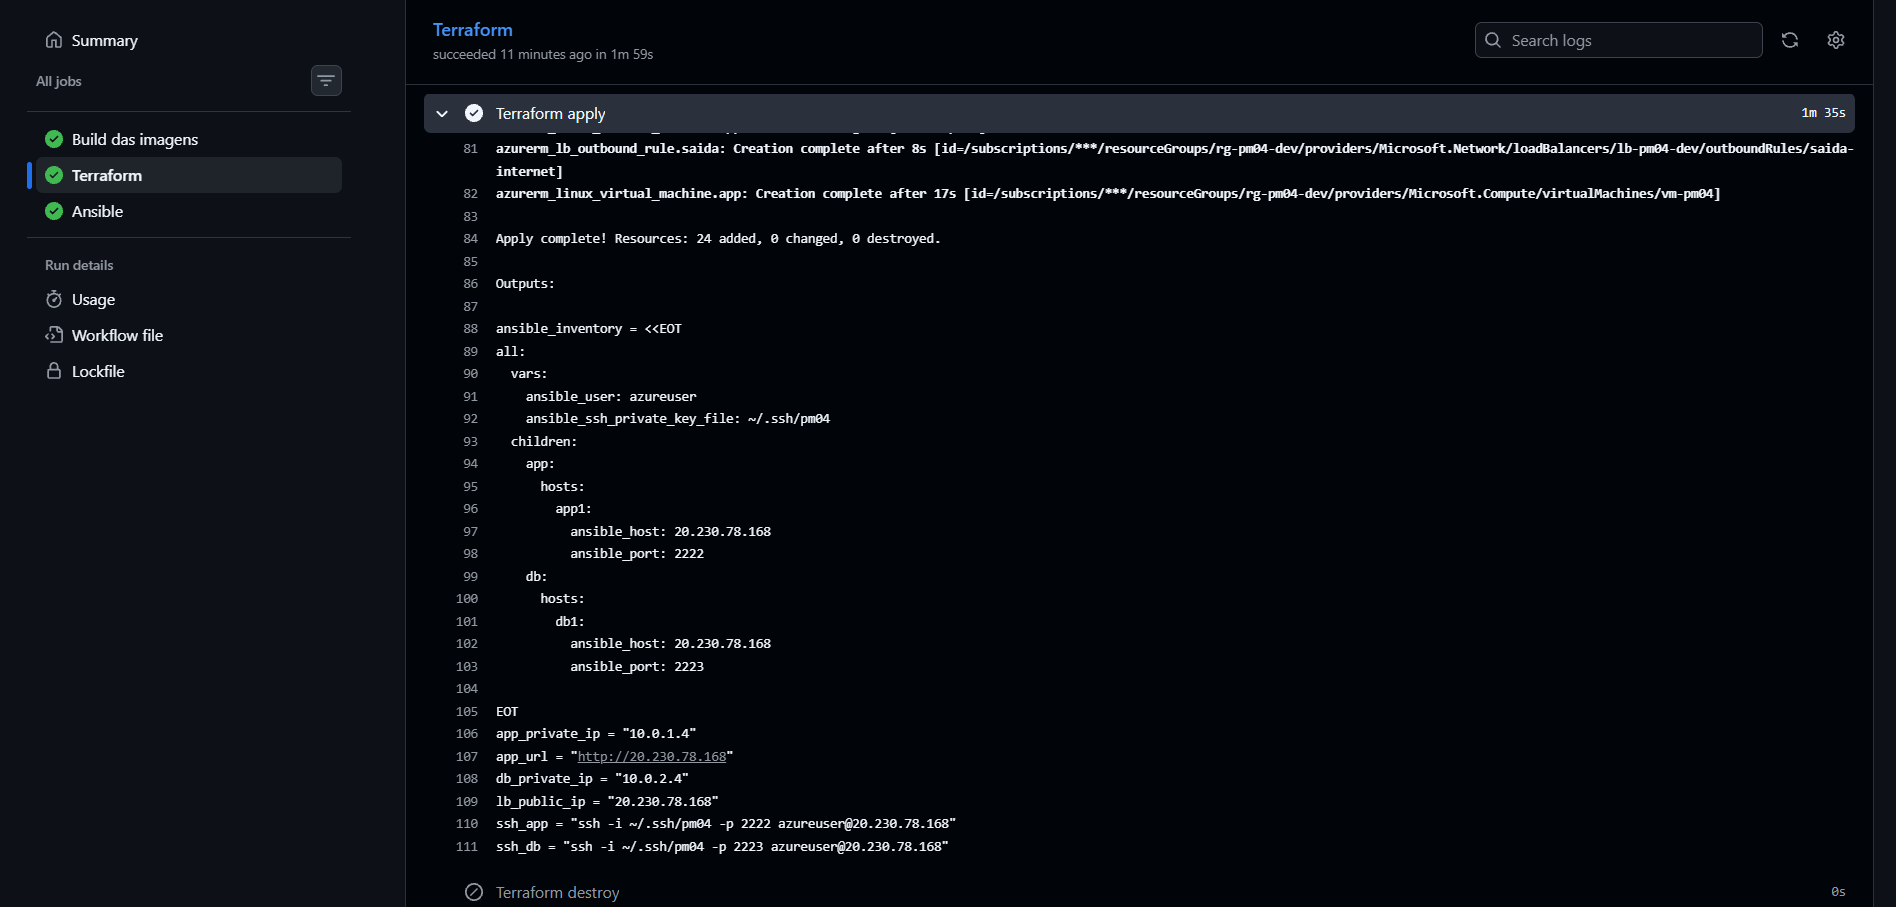 Summary
All jobs
Build das imagens
Terraform
Ansible
Run details
Usage
Workflow file
Lockfile
Terraform
succeeded 11 minutes ago in 1m 59s
Search logs
Terraform apply 1m 35s
81 azurerm_lb_outbound_rule.saida: Creation complete after 8s [id=/subscriptions/***/resourceGroups/rg-pm04-dev/providers/Microsoft.Network/loadBalancers/lb-pm04-dev/outboundRules/saida-
internet]
82 azurerm_linux_virtual_machine.app: Creation complete after 17s [id=/subscriptions/***/resourceGroups/rg-pm04-dev/providers/Microsoft.Compute/virtualMachines/vm-pm04]
83
84 Apply complete! Resources: 24 added, 0 changed, 0 destroyed.
85
86 Outputs:
87
88 ansible_inventory = <<EOT
89 all:
90   vars:
91     ansible_user: azureuser
92     ansible_ssh_private_key_file: ~/.ssh/pm04
93   children:
94     app:
95       hosts:
96         app1:
97           ansible_host: 20.230.78.168
98           ansible_port: 2222
99     db:
100       hosts:
101         db1:
102           ansible_host: 20.230.78.168
103           ansible_port: 2223
104
105 EOT
106 app_private_ip = "10.0.1.4"
107 app_url = "http://20.230.78.168"
108 db_private_ip = "10.0.2.4"
109 lb_public_ip = "20.230.78.168"
110 ssh_app = "ssh -i ~/.ssh/pm04 -p 2222 azureuser@20.230.78.168"
111 ssh_db = "ssh -i ~/.ssh/pm04 -p 2223 azureuser@20.230.78.168"
Terraform destroy 0s